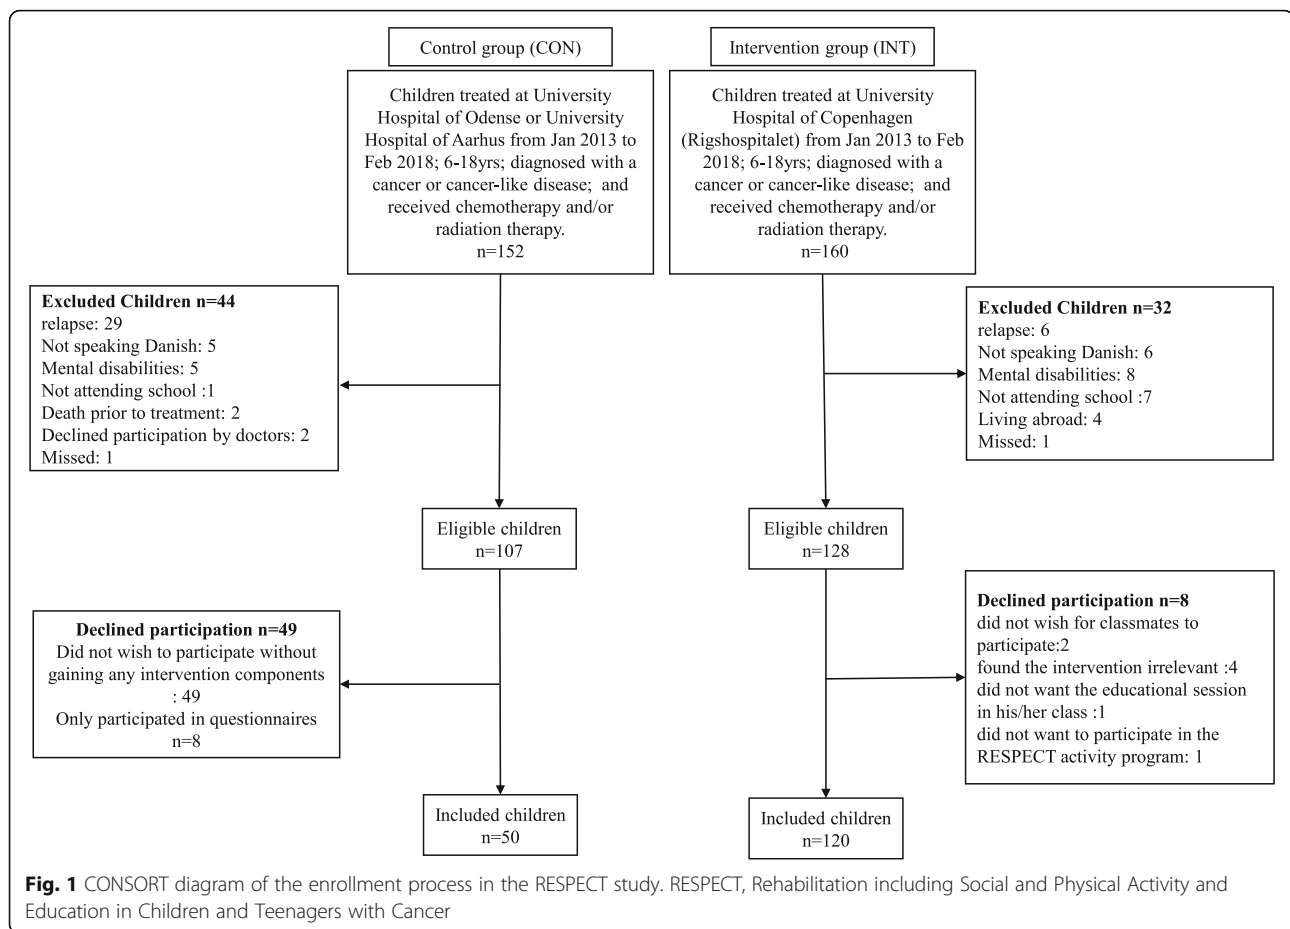 Control group (CON)
Children treated at University
Hospital of Odense or University
Hospital of Aarhus from Jan 2013 to
Feb 2018; 6-18yrs; diagnosed with a
cancer or cancer-like disease;  and
received chemotherapy and/or
radiation therapy.
n=152
Intervention group (INT)
Children treated at University
Hospital of Copenhagen
(Rigshospitalet) from Jan 2013 to Feb
2018; 6-18yrs; diagnosed with a
cancer or cancer-like disease;  and
received chemotherapy and/or
radiation therapy.
n=160
Excluded Children n=44
relapse: 29
Not speaking Danish: 5
Mental disabilities: 5
Not attending school :1
Death prior to treatment: 2
Declined participation by doctors: 2
Missed: 1
Excluded Children n=32
relapse: 6
Not speaking Danish: 6
Mental disabilities: 8
Not attending school :7
Living abroad: 4
Missed: 1
Eligible children
n=107
Eligible children
n=128
Declined participation n=49
Did not wish to participate without
gaining any intervention components
: 49
Only participated in questionnaires
n=8
Declined participation n=8
did not wish for classmates to
participate:2
found the intervention irrelevant :4
did not want the educational session
in his/her class :1
did not want to participate in the
RESPECT activity program: 1
Included children
n=50
Included children
n=120
Fig. 1 CONSORT diagram of the enrollment process in the RESPECT study. RESPECT, Rehabilitation including Social and Physical Activity and
Education in Children and Teenagers with Cancer